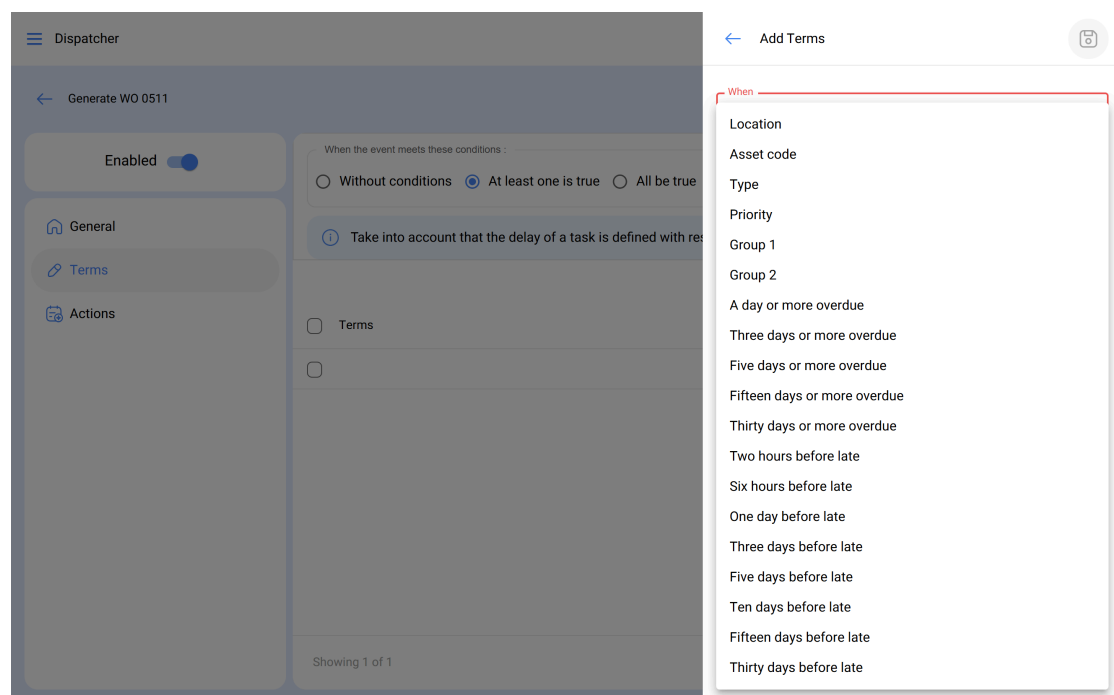 Dispatcher
Generate WO 0511
Enabled
General
Terms
Actions
When the event meets these conditions :
Without conditions
At least one is true
All be true
Take into account that the delay of a task is defined with res
Terms
Showing 1 of 1
Add Terms
When
Location
Asset code
Type
Priority
Group 1
Group 2
A day or more overdue
Three days or more overdue
Five days or more overdue
Fifteen days or more overdue
Thirty days or more overdue
Two hours before late
Six hours before late
One day before late
Three days before late
Five days before late
Ten days before late
Fifteen days before late
Thirty days before late